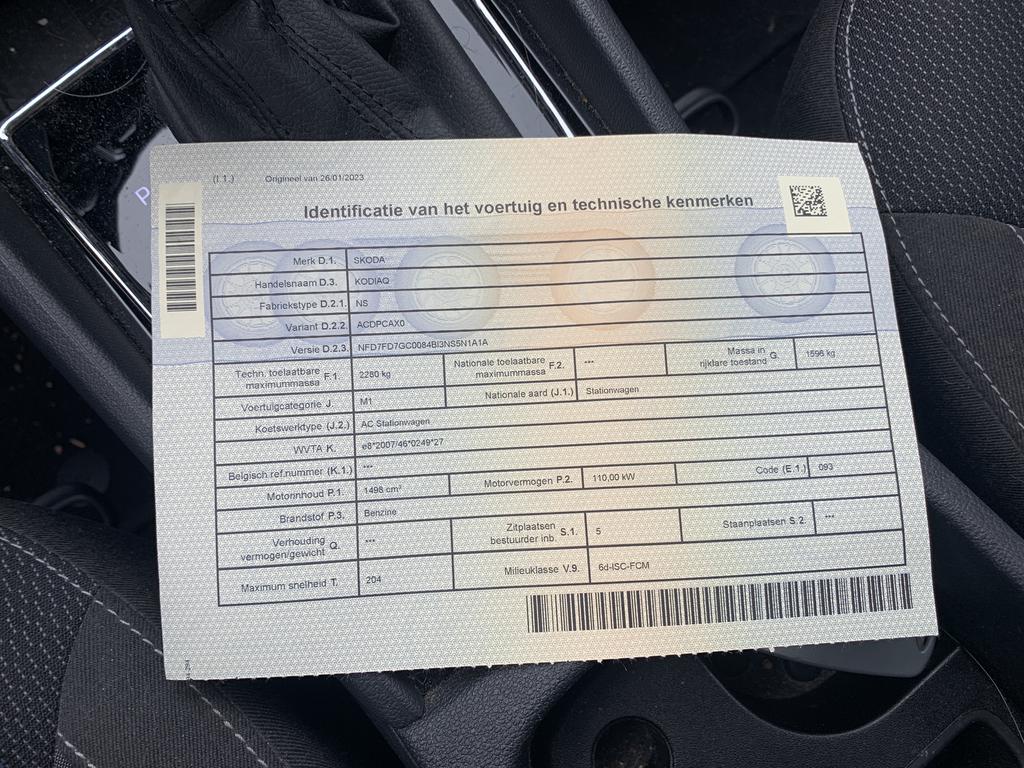 (I.1.) Origineel van 26/01/2023
Identificatie van het voertuig en technische kenmerken
Merk D.1. SKODA
Handelsnaam D.3. KODIAQ
Fabriekstype D.2.1. NS
Variant D.2.2. ACDPCAX0
Versie D.2.3. NFD7FD7GC0084BI3NS5N1A1A
Techn. toelaatbare maximummassa F.1. 2280 kg Nationale toelaatbare maximummassa F.2. --- Massa in rijklare toestand G. 1596 kg
Voertuigcategorie J. M1 Nationale aard (J.1.) Stationwagen
Koetswerktype (J.2.) AC Stationwagen
WVTA K. e8*2007/46*0249*27
Belgisch ref.nummer (K.1.) ---
Motorinhoud P.1. 1498 cm³ Motorvermogen P.2. 110,00 kW Code (E.1.) 093
Brandstof P.3. Benzine
Verhouding vermogen/gewicht Q. --- Zitplaatsen bestuurder inb. S.1. 5 Staanplaatsen S.2. ---
Maximum snelheid T. 204 Milieuklasse V.9. 6d-ISC-FCM
P